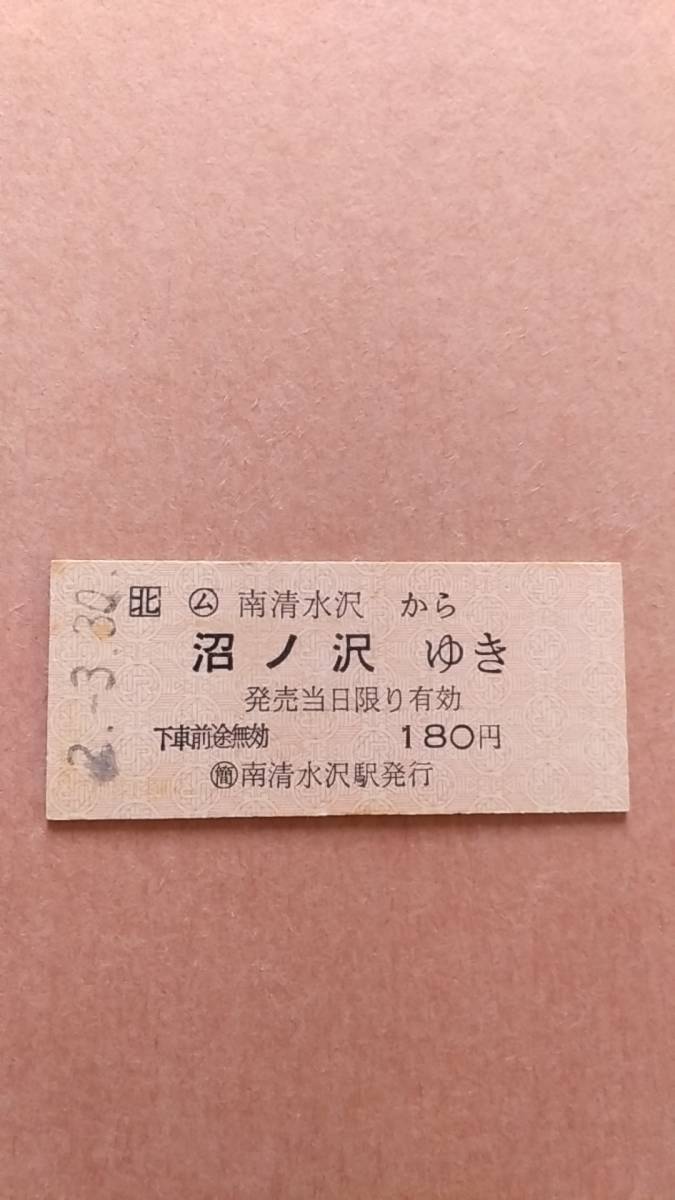 2.-3.30.
北 ム 南清水沢 から
沼ノ沢 ゆき
発売当日限り有効
下車前途無効 180円
簡南清水沢駅発行